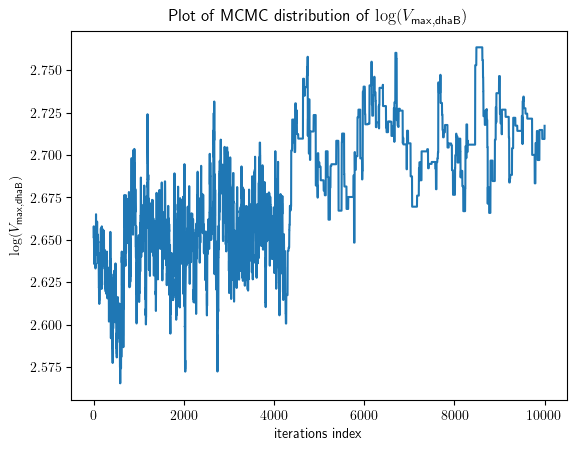 Plot of MCMC distribution of log(V_max,dhaB)
log(V_max,dhaB)
2.750
2.725
2.700
2.675
2.650
2.625
2.600
2.575
0 2000 4000 6000 8000 10000
iterations index